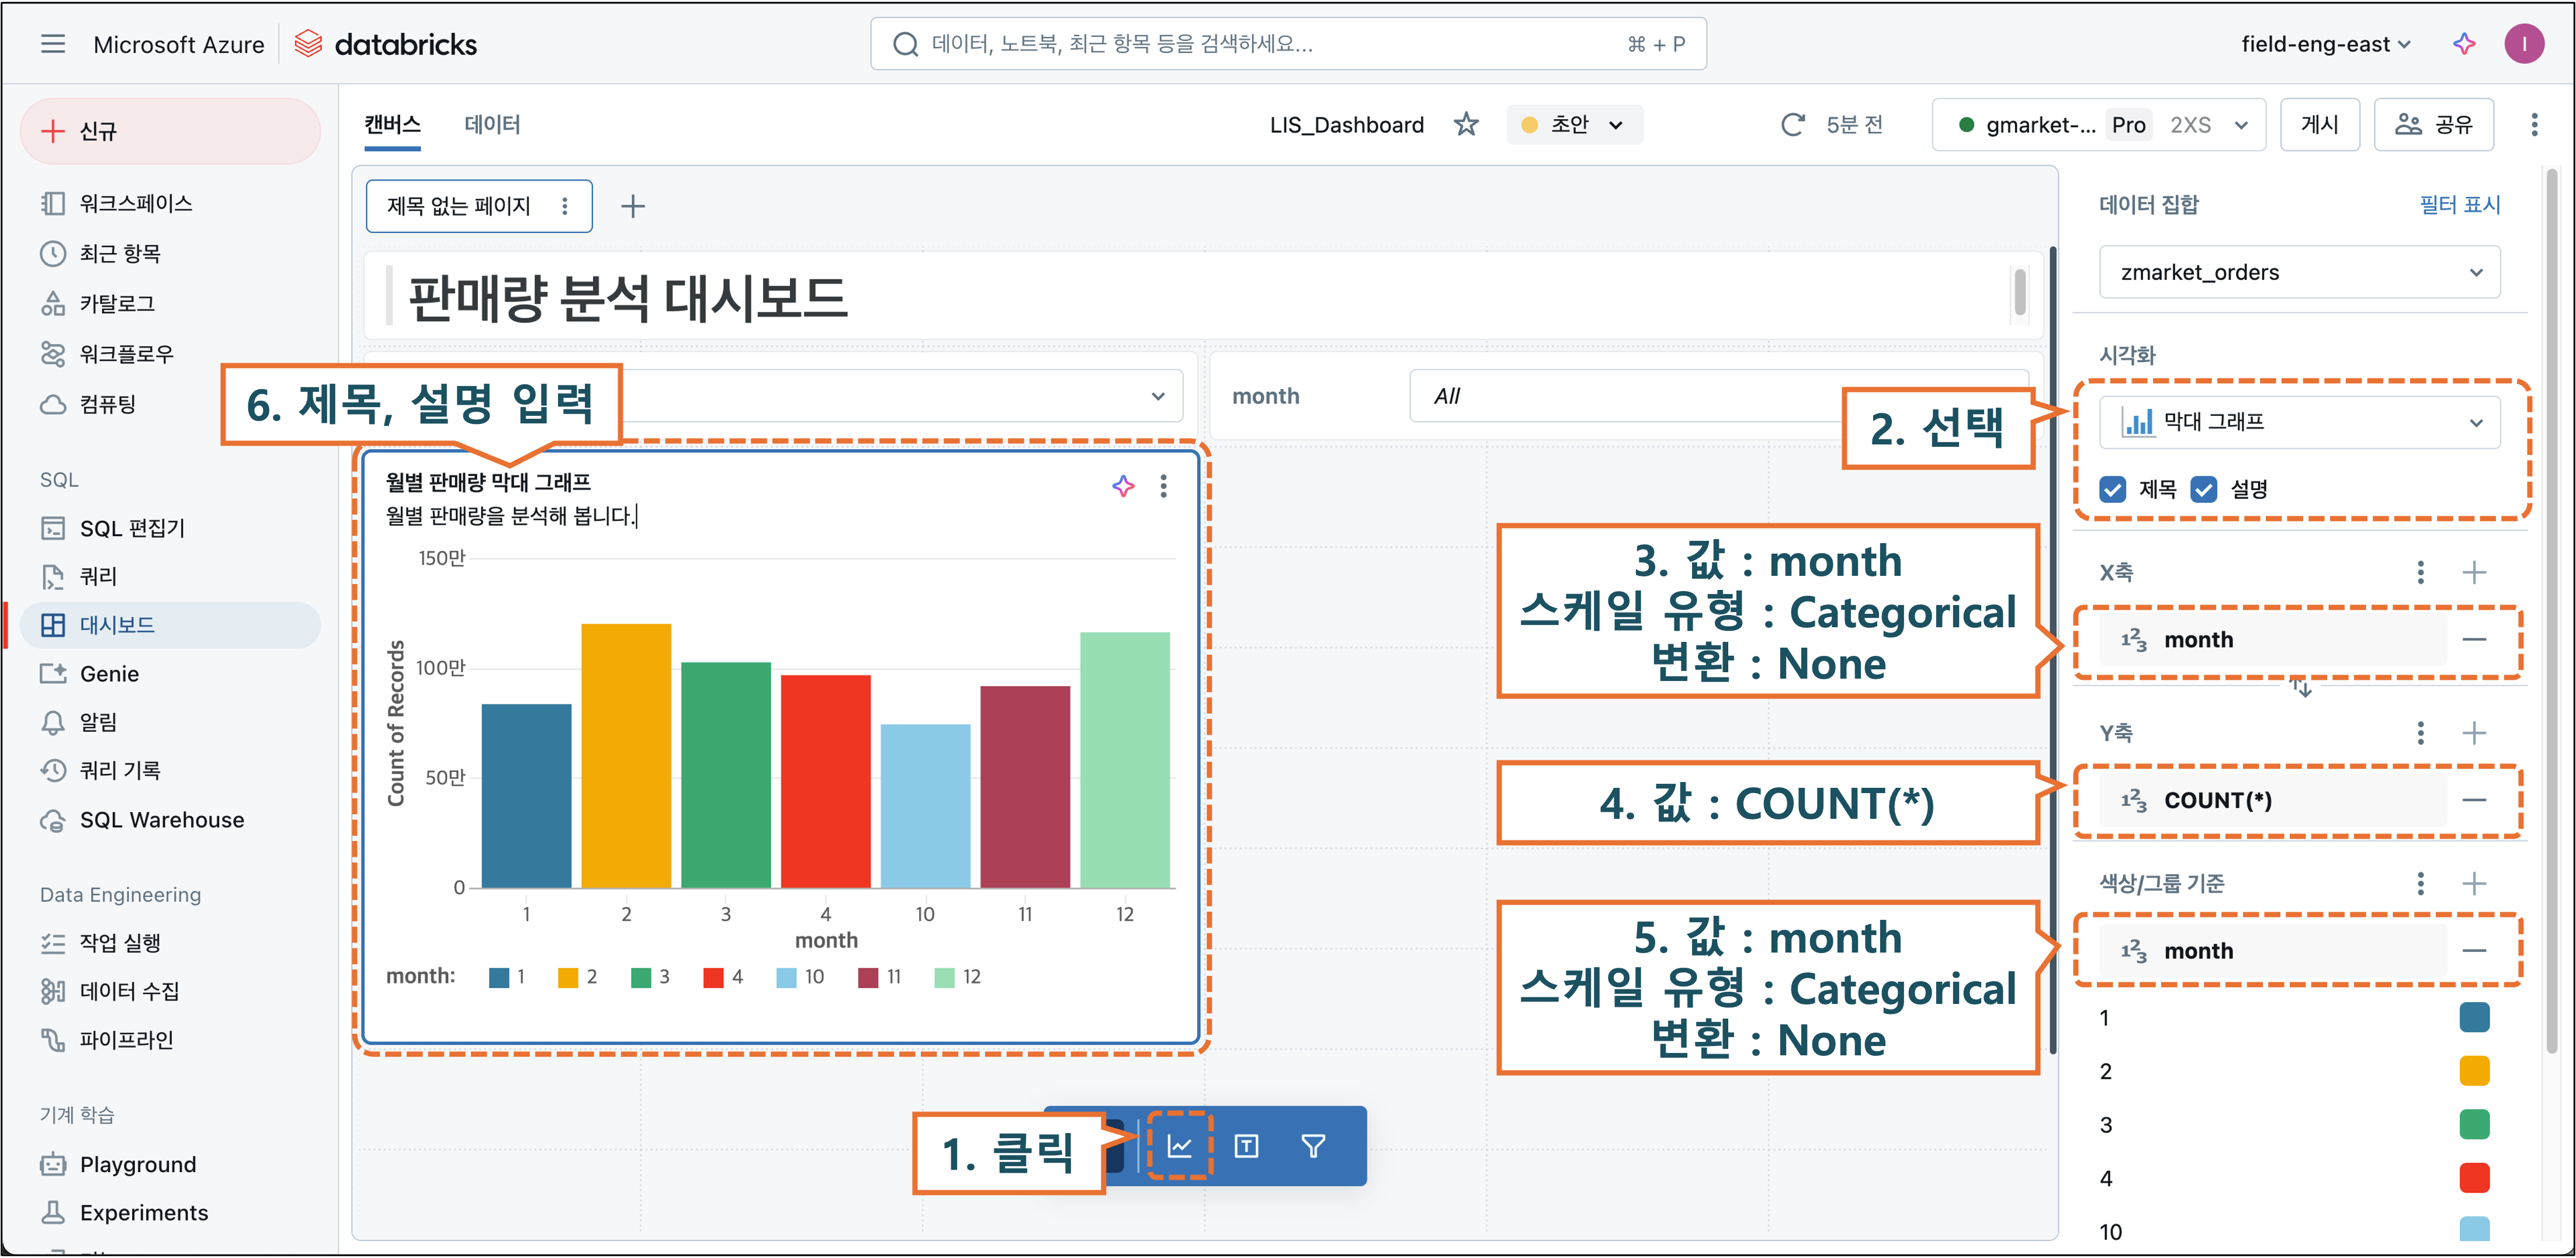 Microsoft Azure
databricks
데이터, 노트북, 최근 항목 등을 검색하세요...
⌘ + P
field-eng-east
I
신규
워크스페이스
최근 항목
카탈로그
워크플로우
컴퓨팅
SQL
SQL 편집기
쿼리
대시보드
Genie
알림
쿼리 기록
SQL Warehouse
Data Engineering
작업 실행
데이터 수집
파이프라인
기계 학습
Playground
Experiments
캔버스
데이터
LIS_Dashboard
초안
5분 전
gmarket-... Pro 2XS
게시
공유
제목 없는 페이지
판매량 분석 대시보드
month
All
6. 제목, 설명 입력
월별 판매량 막대 그래프
월별 판매량을 분석해 봅니다.
150만
100만
50만
0
Count of Records
1 2 3 4 10 11 12
month
month: 1 2 3 4 10 11 12
1. 클릭
2. 선택
3. 값 : month
스케일 유형 : Categorical
변환 : None
4. 값 : COUNT(*)
5. 값 : month
스케일 유형 : Categorical
변환 : None
데이터 집합
필터 표시
zmarket_orders
시각화
막대 그래프
제목 설명
X축
123 month
Y축
123 COUNT(*)
색상/그룹 기준
123 month
1
2
3
4
10